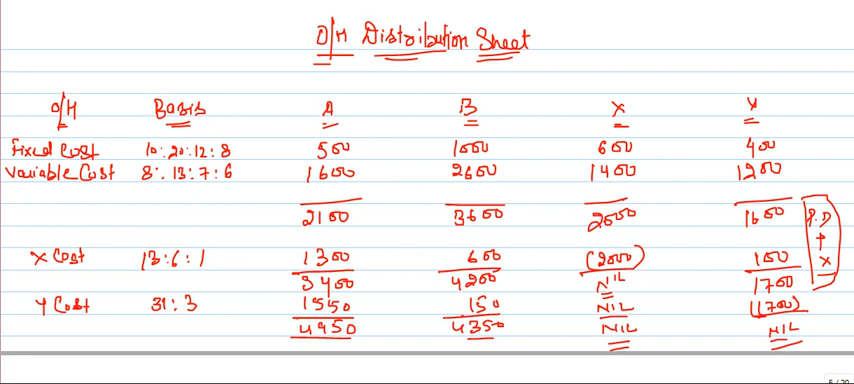 O/H Distribution Sheet
O/H Basis A B X Y
Fixed Cost 10:20:12:8 500 1000 600 400
Variable Cost 8:13:7:6 1600 2600 1400 1200
2100 3600 2000 1600 P.D
+
X Cost 13:6:1 1300 600 (2000) 100 X
3400 4200 NIL 1700
Y Cost 31:3 1550 150 NIL (1700)
4950 4350 NIL NIL
5/20